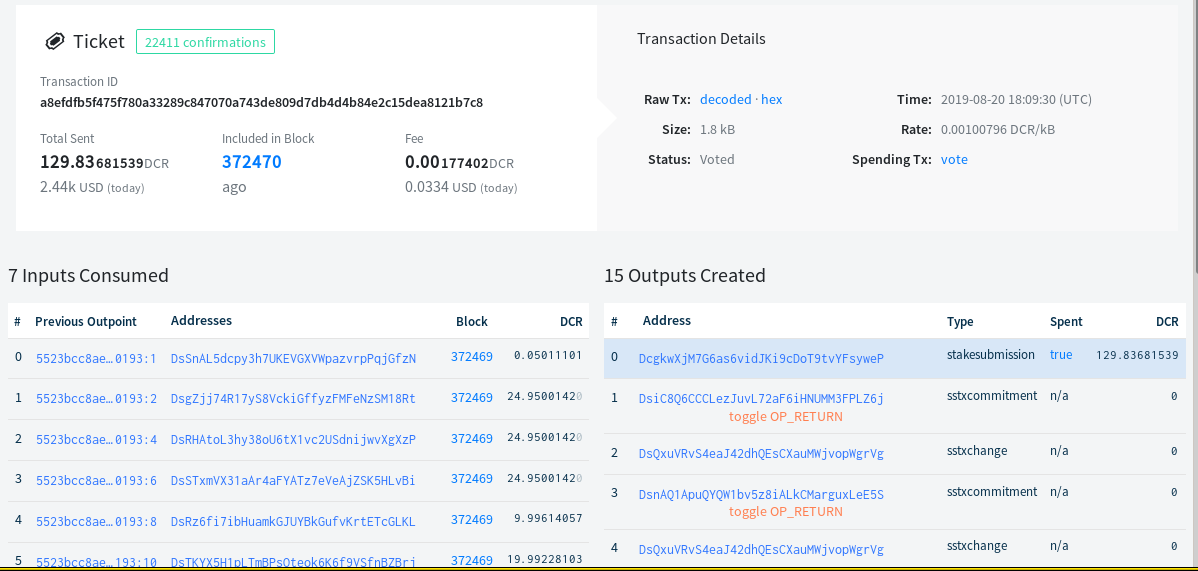 Ticket 22411 confirmations
Transaction ID
a8efdfb5f475f780a33289c847070a743de809d7db4d4b84e2c15dea8121b7c8
Total Sent Included in Block Fee
129.83681539DCR 372470 0.00177402DCR
2.44k USD (today) ago 0.0334 USD (today)
Transaction Details
Raw Tx: decoded · hex Time: 2019-08-20 18:09:30 (UTC)
Size: 1.8 kB Rate: 0.00100796 DCR/kB
Status: Voted Spending Tx: vote
7 Inputs Consumed
# Previous Outpoint Addresses Block DCR
0 5523bcc8ae…0193:1 DsSnAL5dcpy3h7UKEVGXVWpazvrpPqjGfzN 372469 0.05011101
1 5523bcc8ae…0193:2 DsgZjj74R17yS8VckiGffyzFMFeNzSM18Rt 372469 24.95001420
2 5523bcc8ae…0193:4 DsRHAtoL3hy38oU6tX1vc2USdnijwvXgXzP 372469 24.95001420
3 5523bcc8ae…0193:6 DsSTxmVX31aAr4aFYATz7eVeAjZSK5HLvBi 372469 24.95001420
4 5523bcc8ae…0193:8 DsRz6fi7ibHuamkGJUYBkGufvKrtETcGLKL 372469 9.99614057
5 5523bcc8ae…193:10 DsTKYX5H1pLTmBPsQteok6K6f9VSfnBZBrj 372469 19.99228103
15 Outputs Created
# Address Type Spent DCR
0 DcgkwXjM7G6as6vidJKi9cDoT9tvYFsyweP stakesubmission true 129.83681539
1 DsiC8Q6CCCLezJuvL72aF6iHNUMM3FPLZ6j sstxcommitment n/a 0
toggle OP_RETURN
2 DsQxuVRvS4eaJ42dhQEsCXauMWjvopWgrVg sstxchange n/a 0
3 DsnAQ1ApuQYQW1bv5z8iALkCMarguxLeE5S sstxcommitment n/a 0
toggle OP_RETURN
4 DsQxuVRvS4eaJ42dhQEsCXauMWjvopWgrVg sstxchange n/a 0